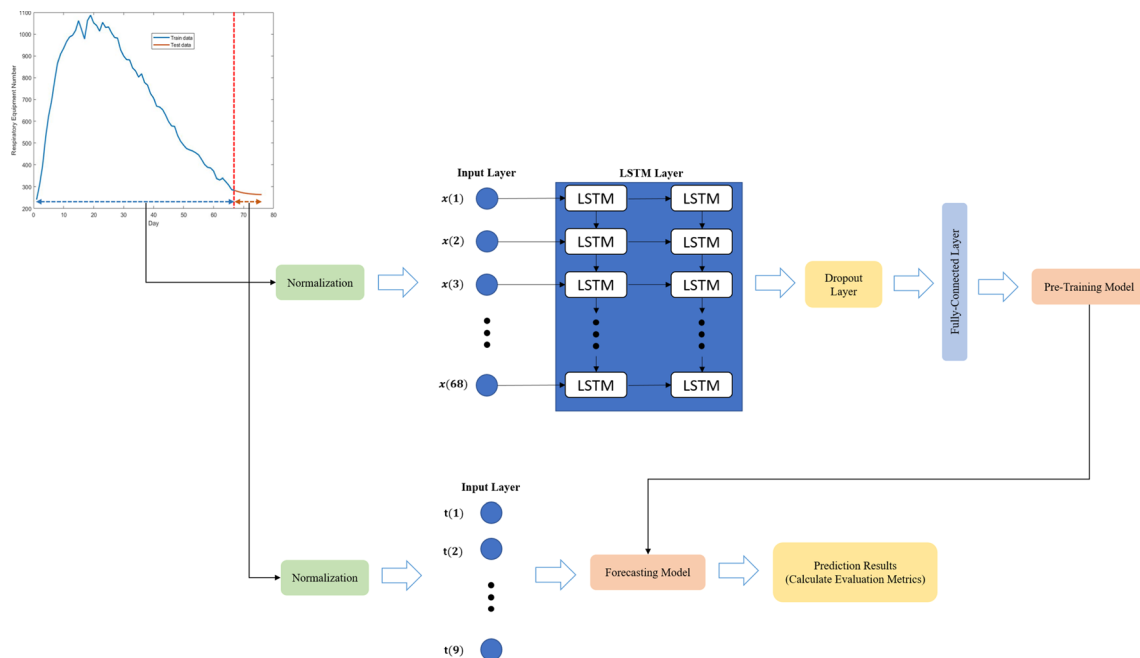 1100
1000
900
800
700
600
500
400
300
200
Respiratory Equipment Number
Train data
Test data
0
10
20
30
40
50
60
70
80
Day
Normalization
Input Layer
x(1)
x(2)
x(3)
x(68)
LSTM Layer
LSTM
LSTM
LSTM
LSTM
LSTM
LSTM
LSTM
LSTM
Dropout
Layer
Fully-Connected Layer
Pre-Training Model
Normalization
Input Layer
t(1)
t(2)
t(9)
Forecasting Model
Prediction Results
(Calculate Evaluation Metrics)